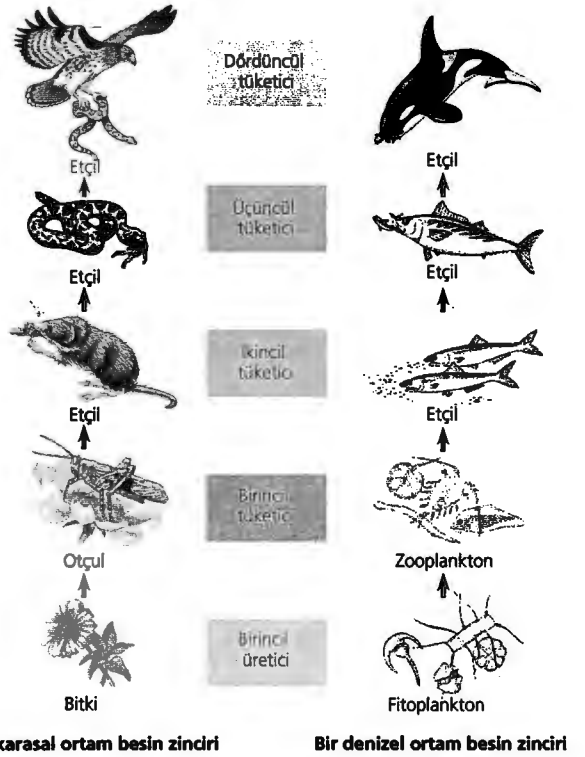 Dördüncül
tüketici
Etçil
Etçil
Üçüncül
tüketici
Etçil
Etçil
İkincil
tüketici
Etçil
Etçil
Birincil
tüketici
Otçul
Zooplankton
Birincil
üretici
Bitki
Fitoplankton
karasal ortam besin zinciri
Bir denizel ortam besin zinciri